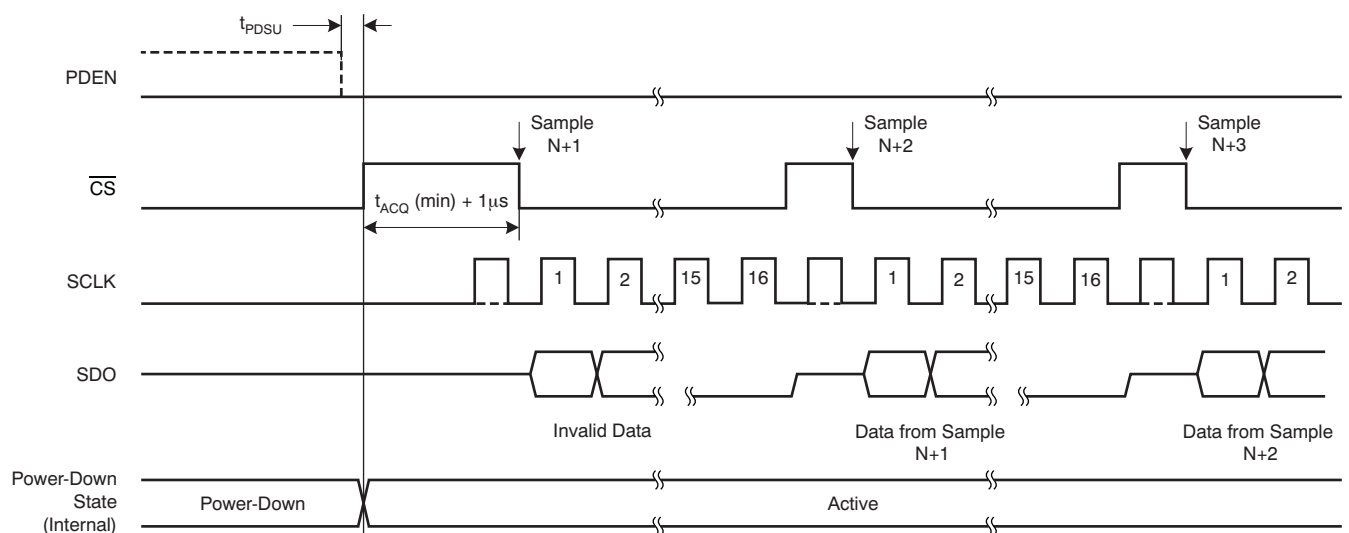 tPDSU
PDEN
Sample
N+1
Sample
N+2
Sample
N+3
CS
tACQ (min) + 1μs
SCLK
1 2 15 16 1 2 15 16 1 2
SDO
Invalid Data
Data from Sample
N+1
Data from Sample
N+2
Power-Down
State
(Internal)
Power-Down
Active